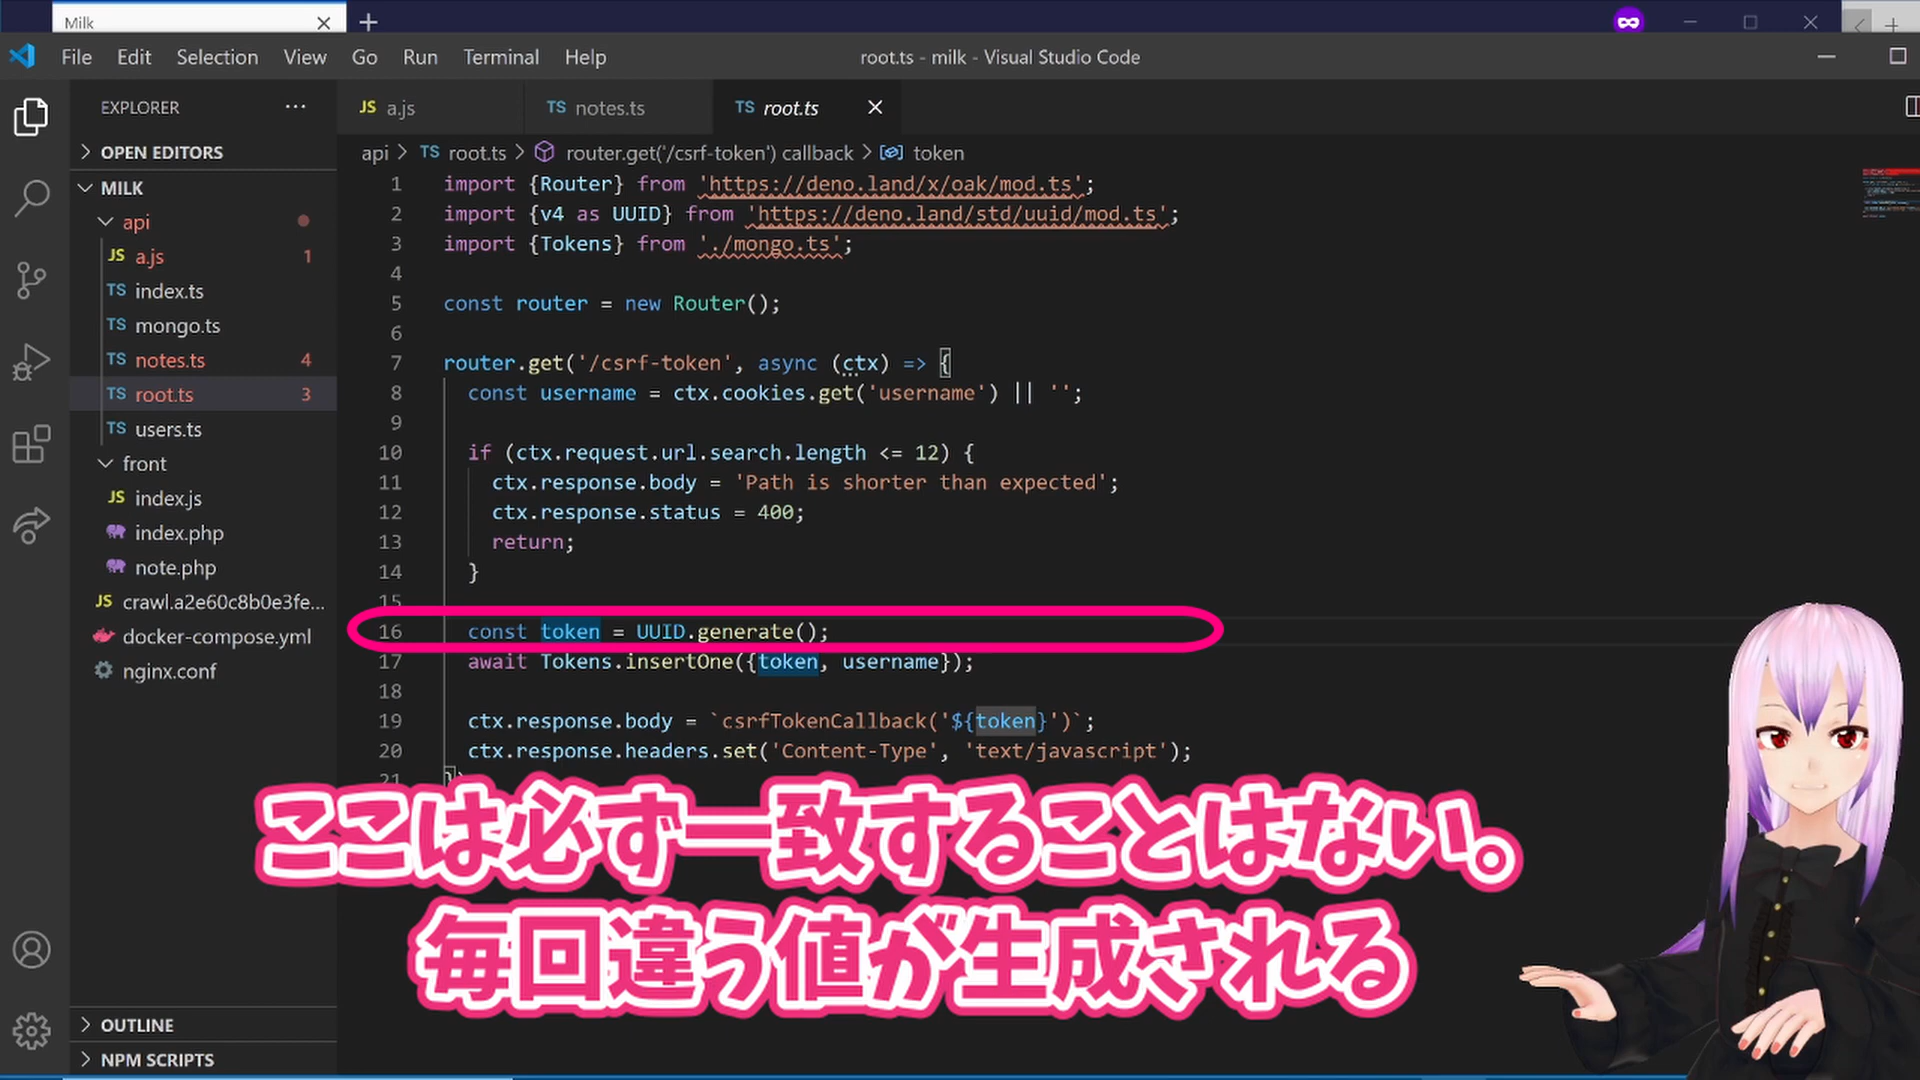 Milk
File Edit Selection View Go Run Terminal Help
root.ts - milk - Visual Studio Code
EXPLORER
JS a.js
TS notes.ts
TS root.ts
OPEN EDITORS
api > TS root.ts > router.get('/csrf-token') callback > token
MILK
api
JS a.js 1
TS index.ts
TS mongo.ts
TS notes.ts 4
TS root.ts 3
TS users.ts
front
JS index.js
index.php
note.php
JS crawl.a2e60c8b0e3fe...
docker-compose.yml
nginx.conf
OUTLINE
NPM SCRIPTS
1 import {Router} from 'https://deno.land/x/oak/mod.ts';
2 import {v4 as UUID} from 'https://deno.land/std/uuid/mod.ts';
3 import {Tokens} from './mongo.ts';
4
5 const router = new Router();
6
7 router.get('/csrf-token', async (ctx) => {
8 const username = ctx.cookies.get('username') || '';
9
10 if (ctx.request.url.search.length <= 12) {
11 ctx.response.body = 'Path is shorter than expected';
12 ctx.response.status = 400;
13 return;
14 }
15
16 const token = UUID.generate();
17 await Tokens.insertOne({token, username});
18
19 ctx.response.body = `csrfTokenCallback('${token}')`;
20 ctx.response.headers.set('Content-Type', 'text/javascript');
21
ここは必ず一致することはない。
毎回違う値が生成される